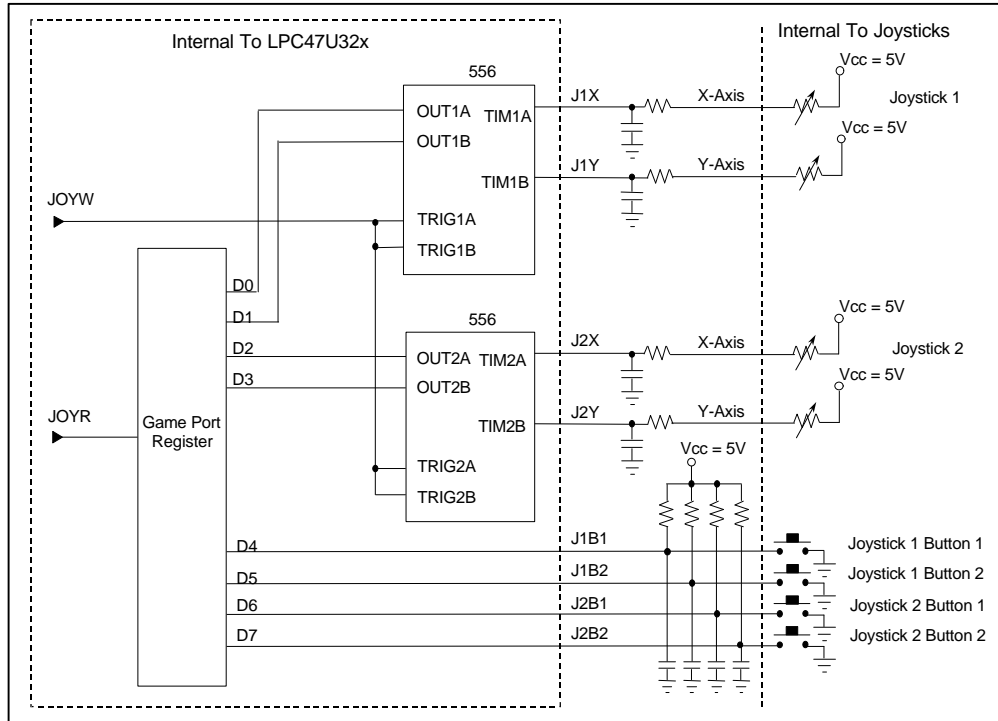 Internal To LPC47U32x
Internal To Joysticks
556
Vcc = 5V
OUT1A
TIM1A
J1X
X-Axis
Joystick 1
OUT1B
Vcc = 5V
TIM1B
J1Y
Y-Axis
JOYW
TRIG1A
TRIG1B
D0
D1
556
Vcc = 5V
D2
OUT2A
TIM2A
J2X
X-Axis
Joystick 2
D3
OUT2B
Vcc = 5V
JOYR
Game Port
Register
TIM2B
J2Y
Y-Axis
Vcc = 5V
TRIG2A
TRIG2B
D4
J1B1
Joystick 1 Button 1
D5
J1B2
Joystick 1 Button 2
D6
J2B1
Joystick 2 Button 1
D7
J2B2
Joystick 2 Button 2